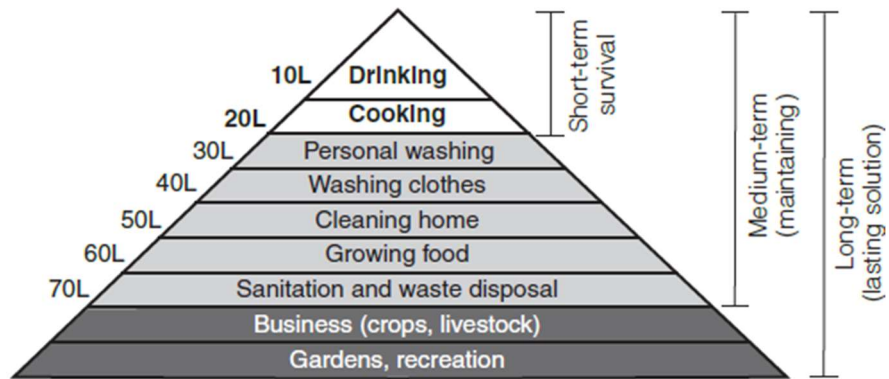 10L Drinking
20L Cooking
30L Personal washing
40L Washing clothes
50L Cleaning home
60L Growing food
70L Sanitation and waste disposal
Business (crops, livestock)
Gardens, recreation
Short-term
survival
Medium-term
(maintaining)
Long-term
(lasting solution)